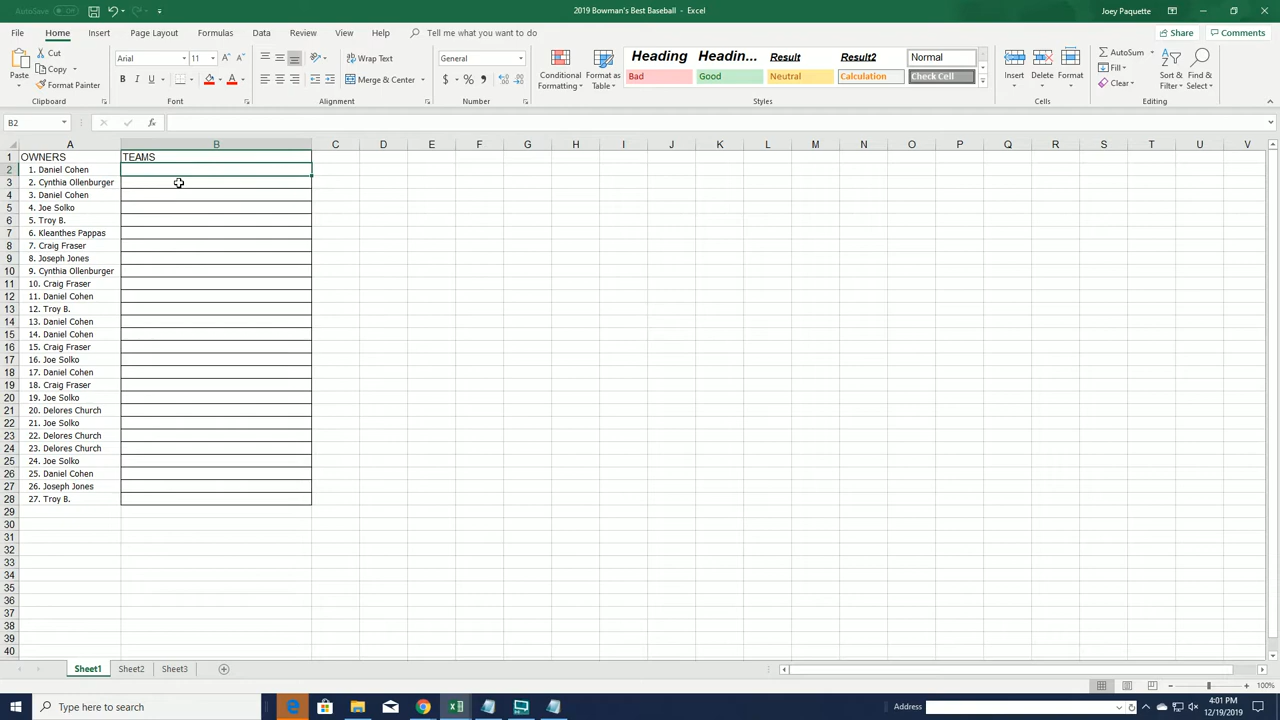 AutoSave Off
2019 Bowman's Best Baseball - Excel
Joey Paquette
File Home Insert Page Layout Formulas Data Review View Help Tell me what you want to do
Share Comments
Paste
Cut
Copy
Format Painter
Clipboard
Arial 11
B I U
Font
Wrap Text
Merge & Center
Alignment
General
$ % ,
Number
Conditional Formatting
Format as Table
Heading Headin... Result Result2 Normal
Bad Good Neutral Calculation Check Cell
Styles
Insert Delete Format
Cells
AutoSum
Fill
Clear
Sort & Filter
Find & Select
Editing
B2
fx
A B C D E F G H I J K L M N O P Q R S T U V
1 OWNERS TEAMS
2 1. Daniel Cohen
3 2. Cynthia Ollenburger
4 3. Daniel Cohen
5 4. Joe Solko
6 5. Troy B.
7 6. Kleanthes Pappas
8 7. Craig Fraser
9 8. Joseph Jones
10 9. Cynthia Ollenburger
11 10. Craig Fraser
12 11. Daniel Cohen
13 12. Troy B.
14 13. Daniel Cohen
15 14. Daniel Cohen
16 15. Craig Fraser
17 16. Joe Solko
18 17. Daniel Cohen
19 18. Craig Fraser
20 19. Joe Solko
21 20. Delores Church
22 21. Joe Solko
23 22. Delores Church
24 23. Delores Church
25 24. Joe Solko
26 25. Daniel Cohen
27 26. Joseph Jones
28 27. Troy B.
29
30
31
32
33
34
35
36
37
38
39
40
Sheet1 Sheet2 Sheet3
100%
Type here to search
Address
4:01 PM
12/19/2019